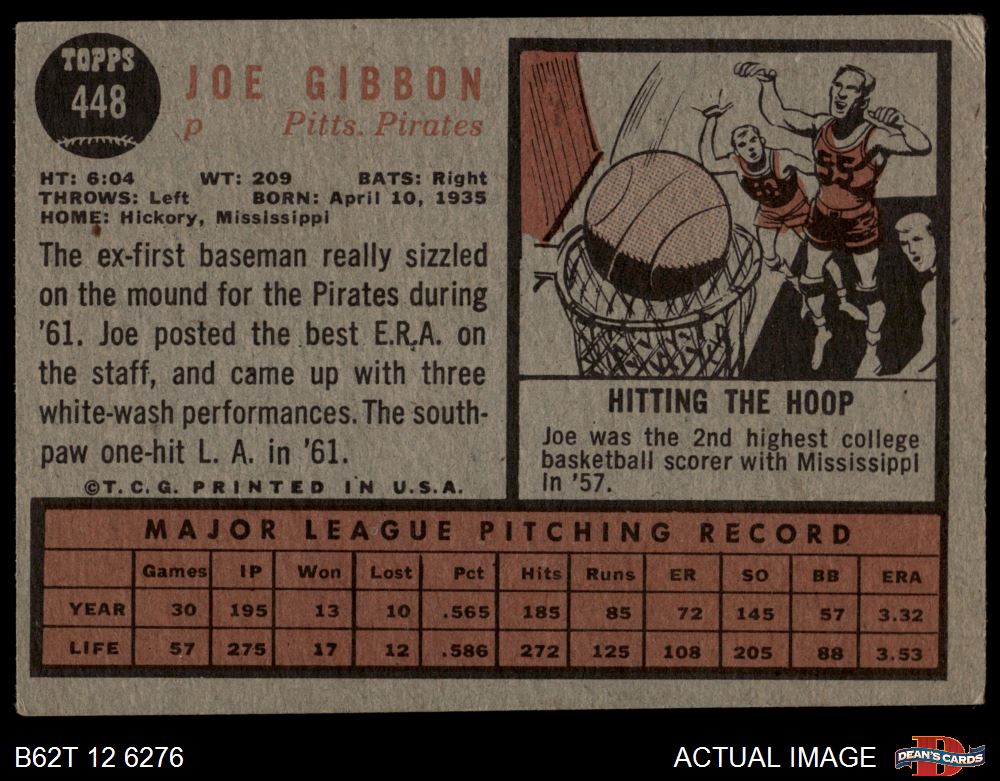 TOPPS
448
JOE GIBBON
p Pitts. Pirates
HT: 6:04 WT: 209 BATS: Right
THROWS: Left BORN: April 10, 1935
HOME: Hickory, Mississippi
The ex-first baseman really sizzled
on the mound for the Pirates during
'61. Joe posted the best E.R.A. on
the staff, and came up with three
white-wash performances. The south-
paw one-hit L. A. in '61.
©T. C. G. PRINTED IN U.S.A.
55
HITTING THE HOOP
Joe was the 2nd highest college
basketball scorer with Mississippi
in '57.
MAJOR LEAGUE PITCHING RECORD
Games IP Won Lost Pct Hits Runs ER SO BB ERA
YEAR 30 195 13 10 .565 185 85 72 145 57 3.32
LIFE 57 275 17 12 .586 272 125 108 205 88 3.53
B62T 12 6276
ACTUAL IMAGE
D
DEAN'S CARDS